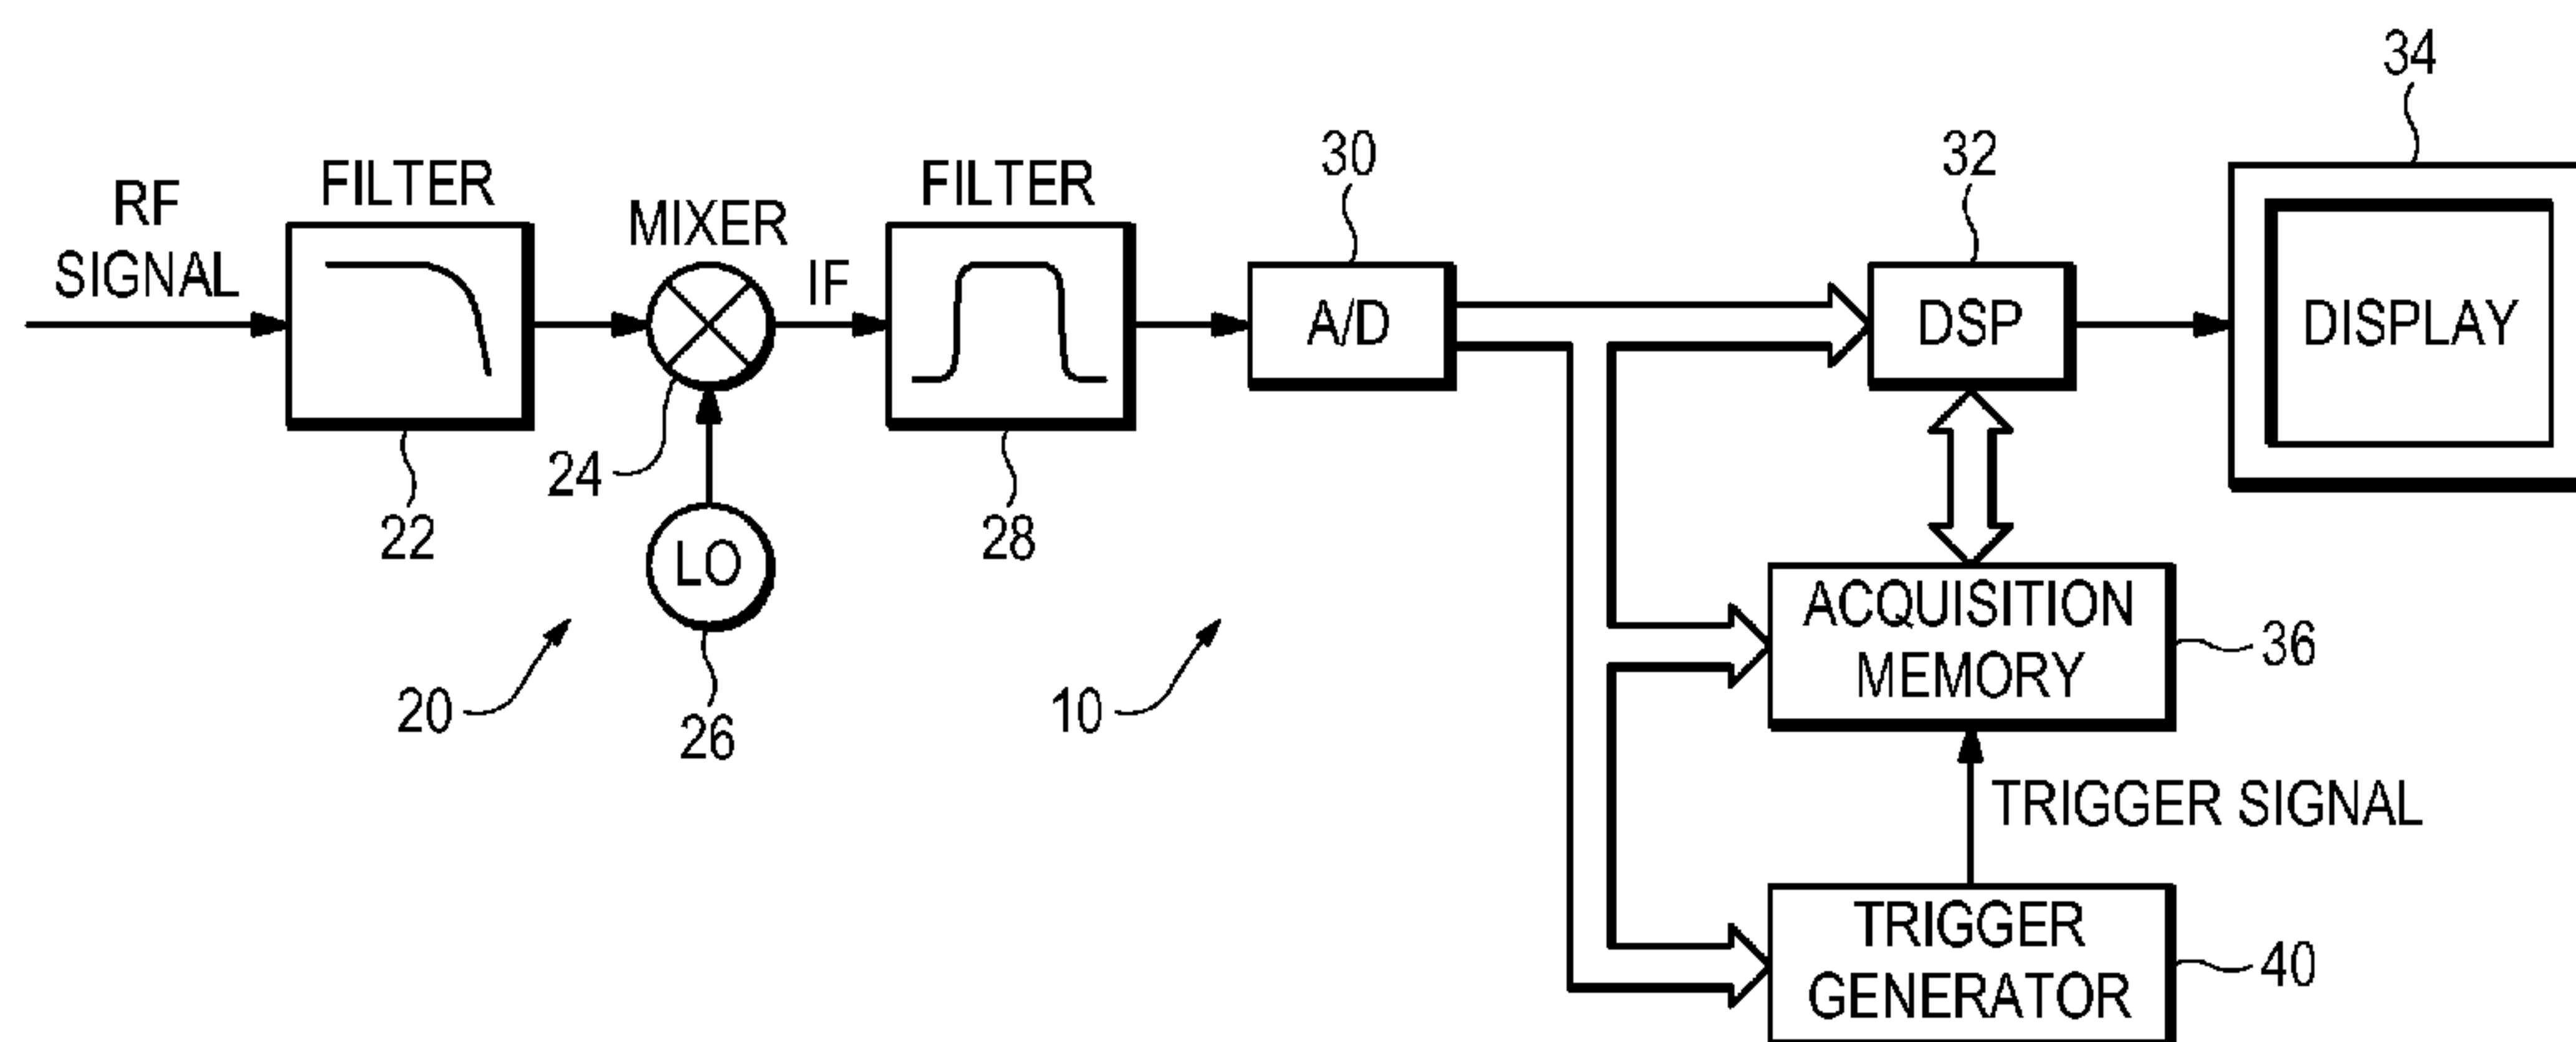 34
30
32
FILTER
FILTER
RF
SIGNAL
MIXER
IF
A/D
DSP
DISPLAY
24
22
28
LO
ACQUISITION
MEMORY
36
20
10
26
TRIGGER SIGNAL
TRIGGER
GENERATOR
40